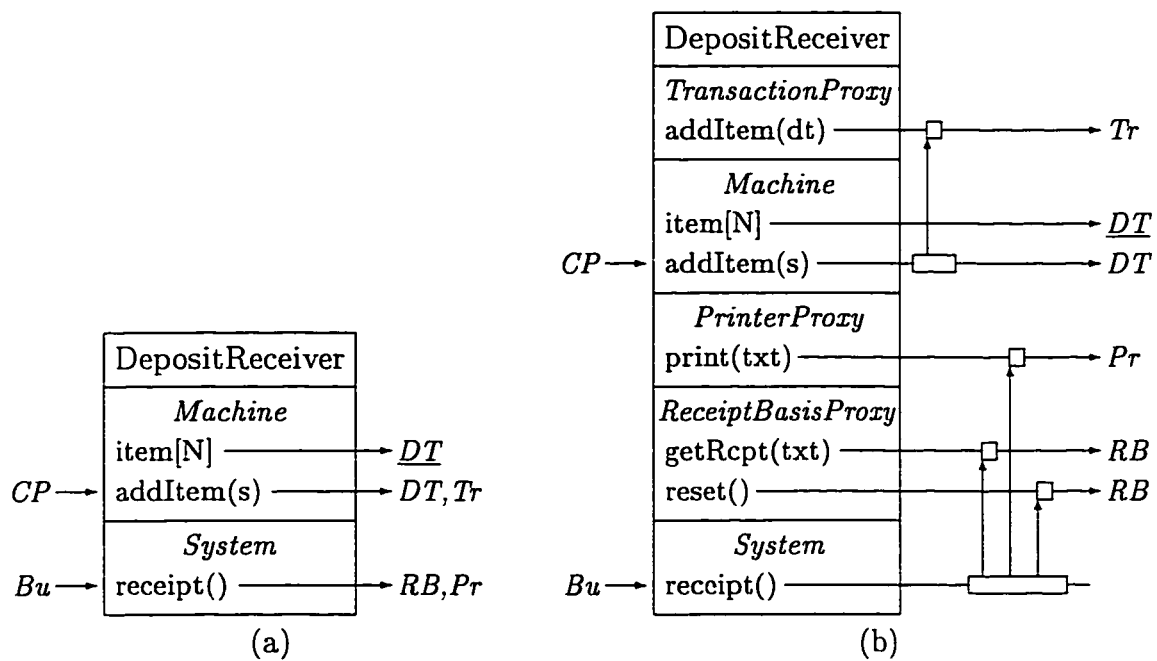 DepositReceiver
Machine
item[N] DT
CP addItem(s) DT, Tr
System
Bu receipt() RB, Pr
(a)
DepositReceiver
TransactionProxy
addItem(dt) Tr
Machine
item[N] DT
CP addItem(s) DT
PrinterProxy
print(txt) Pr
ReceiptBasisProxy
getRcpt(txt) RB
reset() RB
System
Bu receipt()
(b)